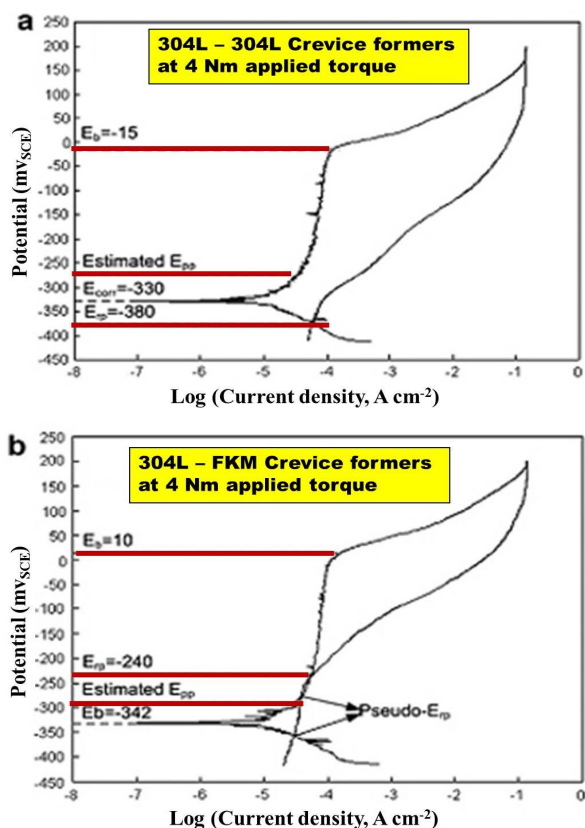 a
304L – 304L Crevice formers
at 4 Nm applied torque
250
200
150
100
50
0
-50
-100
-150
-200
-250
-300
-350
-400
-450
Potential (mvSCE)
Eb=-15
Estimated Epp
Ecorr=-330
Erp=-380
-8 -7 -6 -5 -4 -3 -2 -1 0
Log (Current density, A cm-2)
b
304L – FKM Crevice formers
at 4 Nm applied torque
250
200
150
100
50
0
-50
-100
-150
-200
-250
-300
-350
-400
-450
Potential (mvSCE)
Eb=10
Erp=-240
Estimated Epp
Eb=-342
Pseudo-Erp
-8 -7 -6 -5 -4 -3 -2 -1 0
Log (Current density, A cm-2)